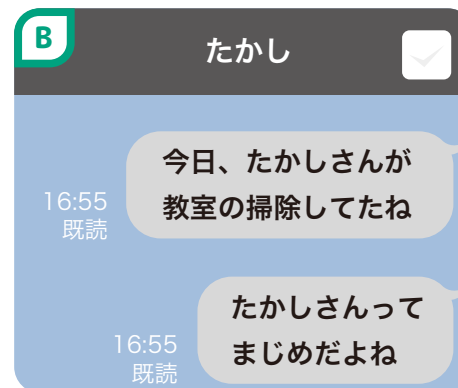 B
たかし
今日、たかしさんが
教室の掃除してたね
16:55
既読
たかしさんって
まじめだよね
16:55
既読